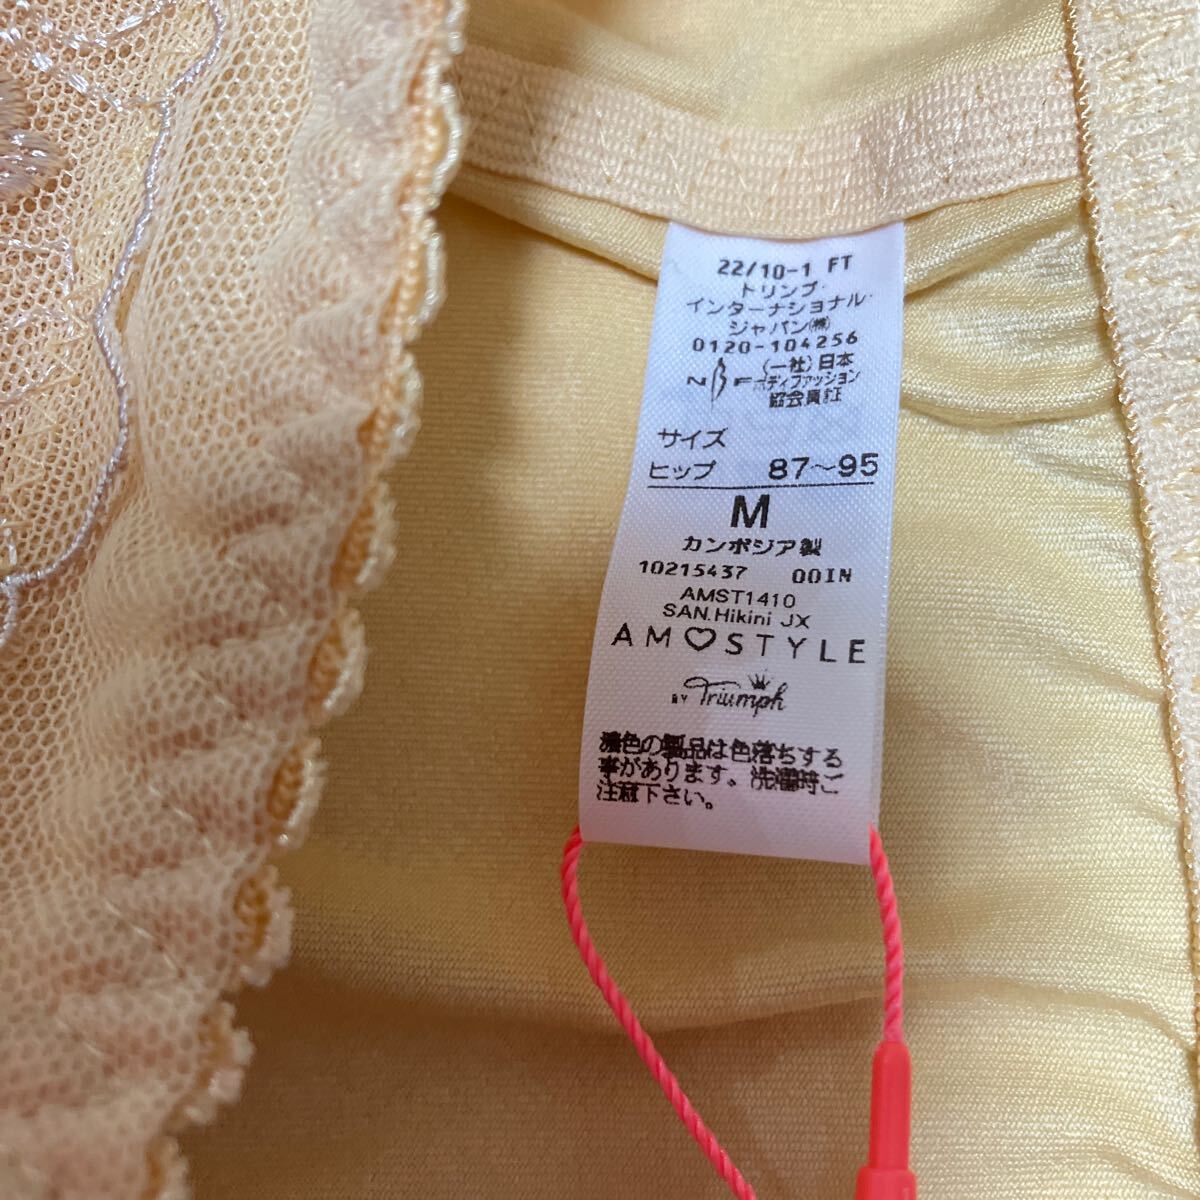 22/10-1 FT
トリンプ・
インターナショナル・
ジャパン㈱
0120-104256
NBF (一社)日本
ボディファッション
協会員証
サイズ
ヒップ 87～95
M
カンボジア製
10215437 00IN
AMST1410
SAN.Hikini JX
AMO♡STYLE
BY Triumph
濃色の製品は色落ちする
事があります。洗濯時ご
注意下さい。